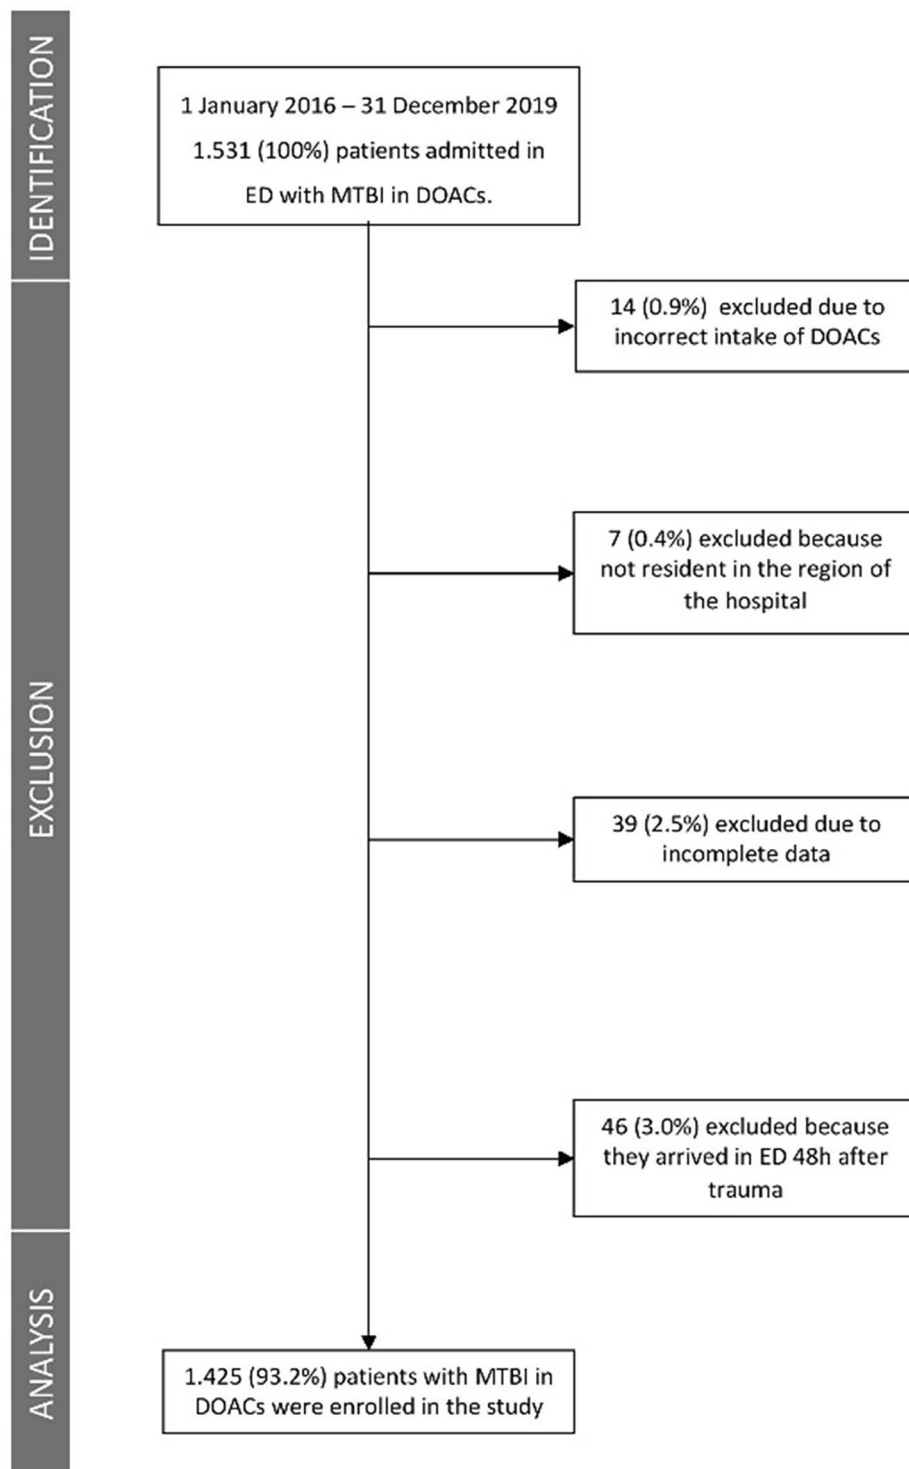 IDENTIFICATION
1 January 2016 – 31 December 2019
1.531 (100%) patients admitted in
ED with MTBI in DOACs.
EXCLUSION
14 (0.9%) excluded due to
incorrect intake of DOACs
7 (0.4%) excluded because
not resident in the region of
the hospital
39 (2.5%) excluded due to
incomplete data
46 (3.0%) excluded because
they arrived in ED 48h after
trauma
ANALYSIS
1.425 (93.2%) patients with MTBI in
DOACs were enrolled in the study